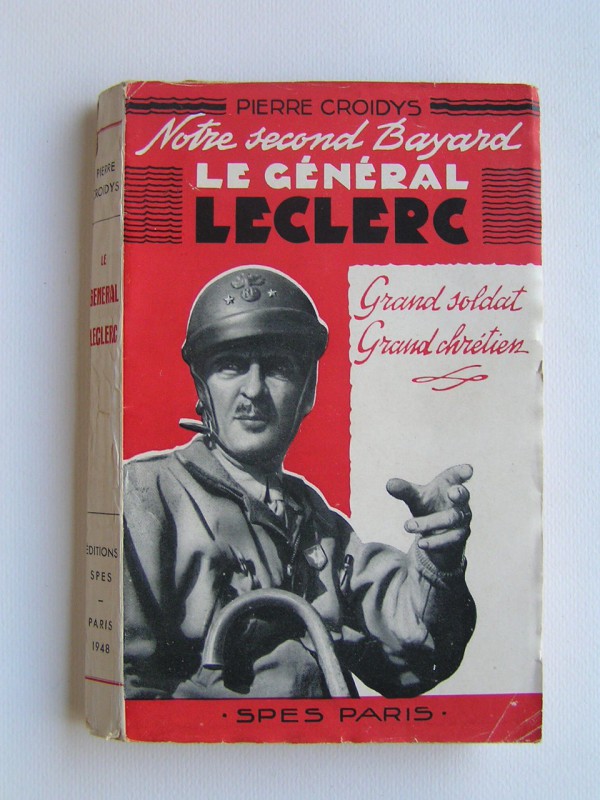 PIERRE CROIDYS
Notre second Bayard
LE GÉNÉRAL
LECLERC
Grand soldat
Grand chrétien
· SPES PARIS ·
PIERRE
CROIDYS
LE
GENERAL
LECLERC
EDITIONS
SPES
–
PARIS
1948